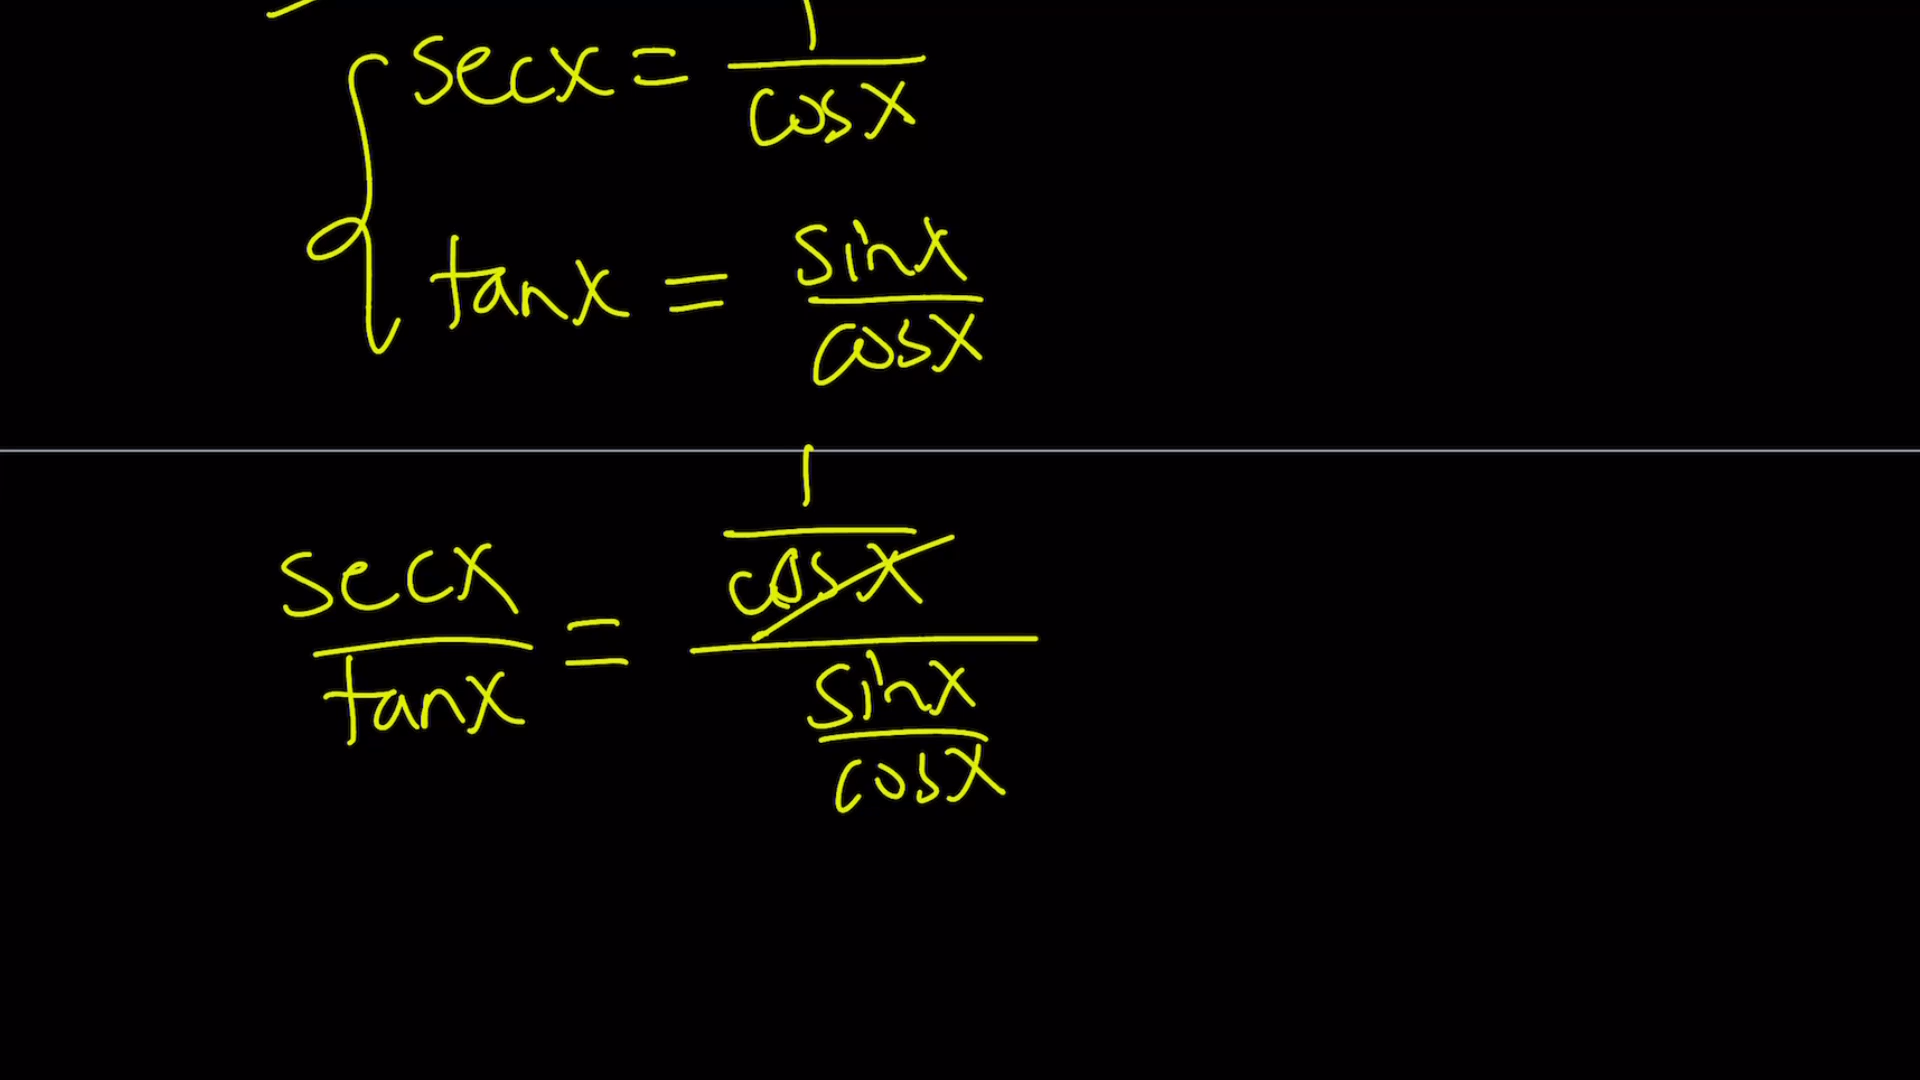 secx = 1/cosx
tanx = sinx/cosx
secx/tanx = (1/cosx)/(sinx/cosx)